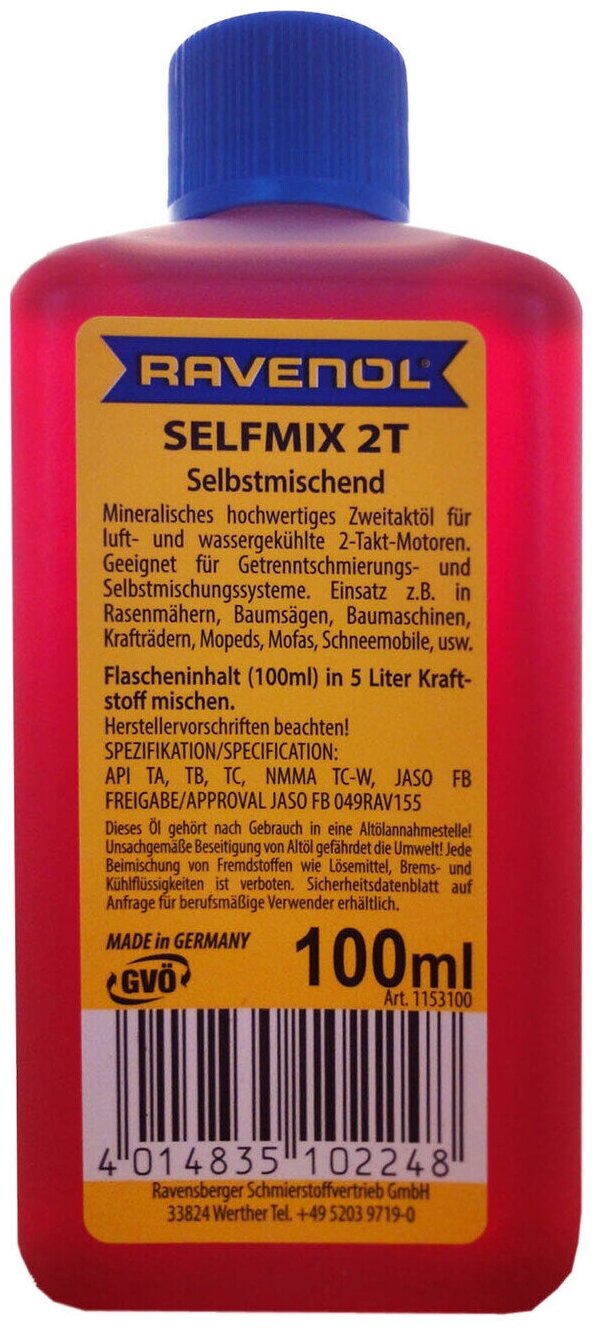 RAVENOL®
SELFMIX 2T
Selbstmischend
Mineralisches hochwertiges Zweitaktöl für
luft- und wassergekühlte 2-Takt-Motoren.
Geeignet für Getrenntschmierungs- und
Selbstmischungssysteme. Einsatz z.B. in
Rasenmähern, Baumsägen, Baumaschinen,
Krafträdern, Mopeds, Mofas, Schneemobile, usw.
Flascheninhalt (100ml) in 5 Liter Kraft-
stoff mischen.
Herstellervorschriften beachten!
SPEZIFIKATION/SPECIFICATION:
API TA, TB, TC, NMMA TC-W, JASO FB
FREIGABE/APPROVAL JASO FB 049RAV155
Dieses Öl gehört nach Gebrauch in eine Altölannahmestelle!
Unsachgemäße Beseitigung von Altöl gefährdet die Umwelt! Jede
Beimischung von Fremdstoffen wie Lösemittel, Brems- und
Kühlflüssigkeiten ist verboten. Sicherheitsdatenblatt auf
Anfrage für berufsmäßige Verwender erhältlich.
MADE in GERMANY
GVÖ
100ml
Art. 1153100
4 014835 102248
Ravensberger Schmierstoffvertrieb GmbH
33824 Werther Tel. +49 5203 9719-0